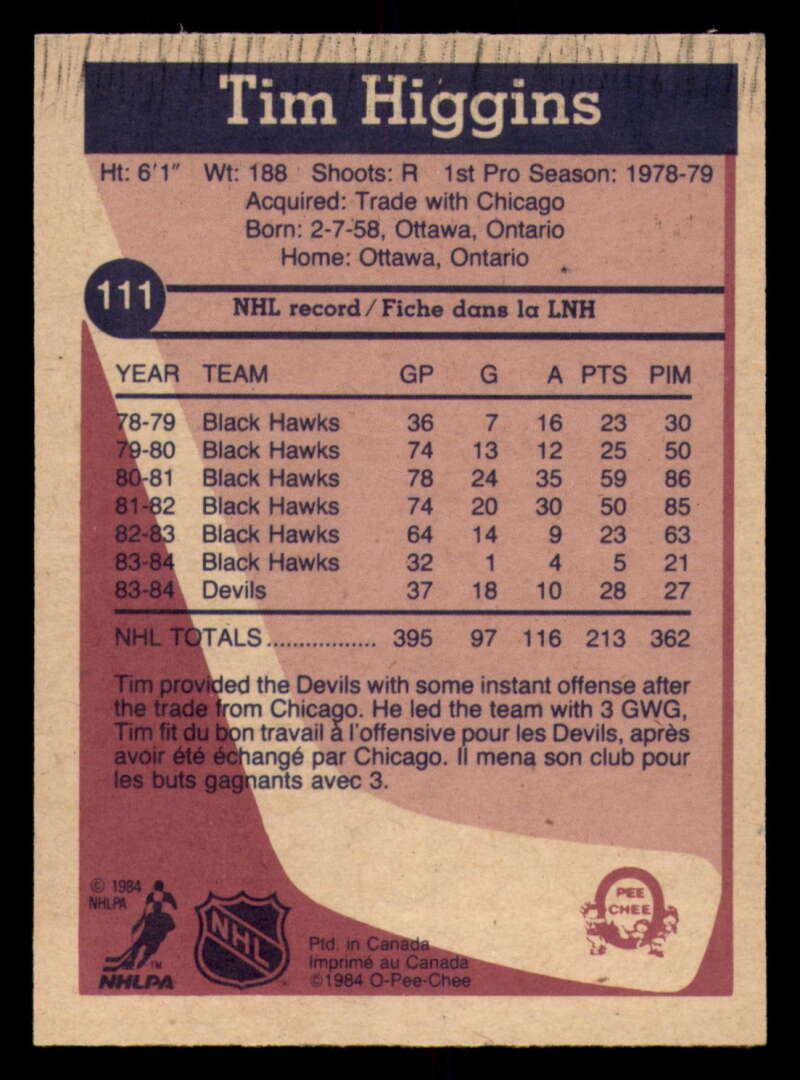 Tim Higgins
Ht: 6'1" Wt: 188 Shoots: R 1st Pro Season: 1978-79
Acquired: Trade with Chicago
Born: 2-7-58, Ottawa, Ontario
Home: Ottawa, Ontario
111
NHL record/Fiche dans la LNH
YEAR TEAM GP G A PTS PIM
78-79 Black Hawks 36 7 16 23 30
79-80 Black Hawks 74 13 12 25 50
80-81 Black Hawks 78 24 35 59 86
81-82 Black Hawks 74 20 30 50 85
82-83 Black Hawks 64 14 9 23 63
83-84 Black Hawks 32 1 4 5 21
83-84 Devils 37 18 10 28 27
NHL TOTALS................. 395 97 116 213 362
Tim provided the Devils with some instant offense after
the trade from Chicago. He led the team with 3 GWG,
Tim fit du bon travail à l'offensive pour les Devils, après
avoir été échangé par Chicago. Il mena son club pour
les buts gagnants avec 3.
© 1984
NHLPA
TM
NHLPA
NHL
Ptd. in Canada
Imprimé au Canada
©1984 O-Pee-Chee
PEE
CHEE